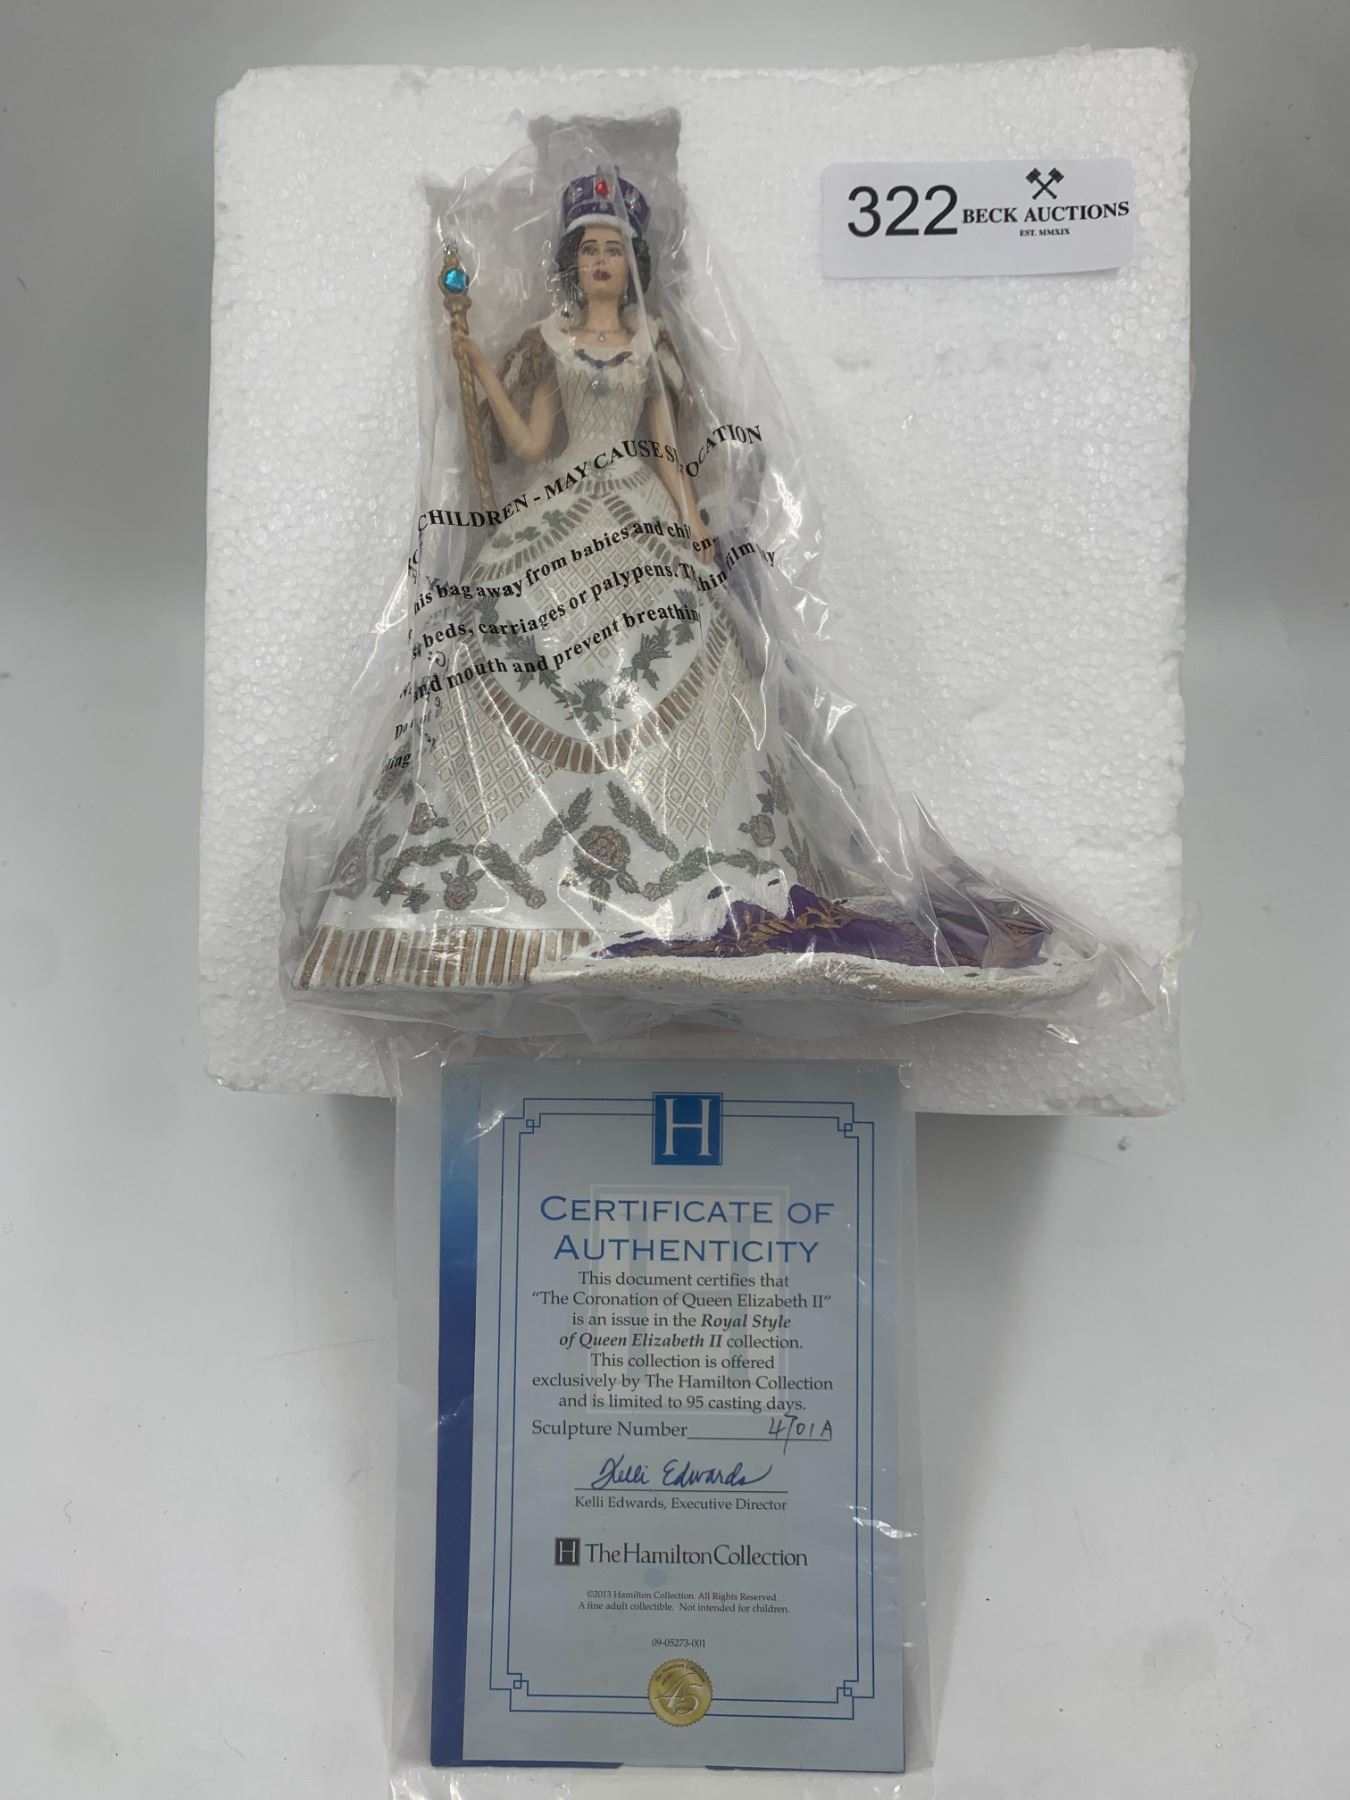 322 BECK AUCTIONS
EST. MMXIX
CHILDREN - MAY CAUSE
his bag away from babies and
beds, carriages or palypens.
and mouth and prevent
H
CERTIFICATE OF
AUTHENTICITY
This document certifies that
“The Coronation of Queen Elizabeth II”
is an issue in the Royal Style
of Queen Elizabeth II collection.
This collection is offered
exclusively by The Hamilton Collection
and is limited to 95 casting days.
Sculpture Number 4701A
Kelli Edwards
Kelli Edwards, Executive Director
H The Hamilton Collection
©2013 Hamilton Collection. All Rights Reserved.
A fine adult collectible. Not intended for children.
09-05273-001
45